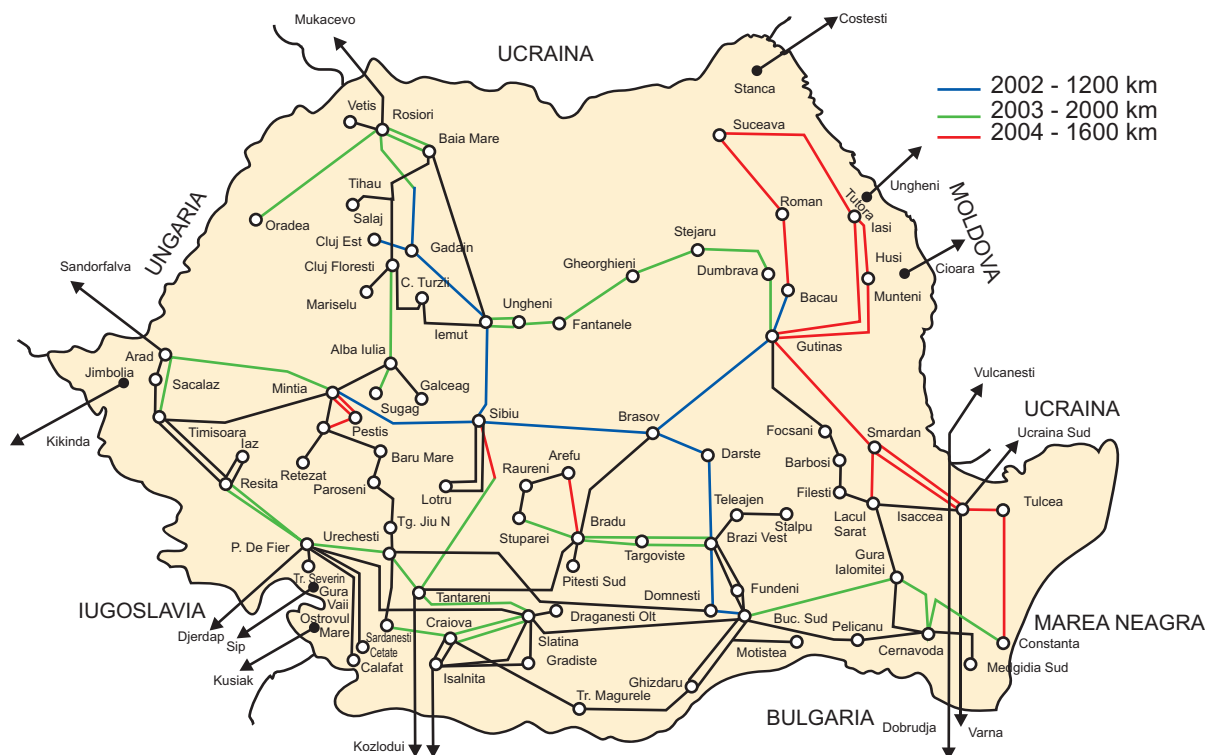 Mukacevo
UCRAINA
Costesti
Stanca
2002 - 1200 km
2003 - 2000 km
2004 - 1600 km
Vetis
Rosiori
Baia Mare
Suceava
Ungheni
MOLDOVA
Tihau
Salaj
Oradea
Cluj Est
Gadain
Roman
Tutora
Iasi
UNGARIA
Stejaru
Husi
Cioara
Sandorfalva
Cluj Floresti
Gheorghieni
Dumbrava
Munteni
Mariselu
C. Turzii
Bacau
Ungheni
Iemut
Fantanele
Gutinas
Arad
Alba Iulia
Jimbolia
Sacalaz
Mintia
Galceag
Vulcanesti
Sugag
UCRAINA
Kikinda
Timisoara
Pestis
Sibiu
Brasov
Focsani
Smardan
Ucraina Sud
Iaz
Retezat
Baru Mare
Arefu
Darste
Barbosi
Raureni
Resita
Paroseni
Lotru
Teleajen
Filesti
Tulcea
Lacul
Sarat
Isaccea
Stalpu
Tg. Jiu N
Bradu
Stuparei
P. De Fier
Urechesti
Targoviste
Brazi Vest
Gura
Ialomitei
Tr. Severin
Pitesti Sud
Fundeni
Gura
Vaii
IUGOSLAVIA
Tantareni
Domnesti
Ostrovul
Mare
Djerdap
Sip
Craiova
Draganesti Olt
Buc. Sud
Pelicanu
MAREA NEAGRA
Sardanesti
Cetate
Slatina
Constanta
Calafat
Gradiste
Motistea
Cernavoda
Kusiak
Isalnita
Medgidia Sud
Ghizdaru
Tr. Magurele
BULGARIA
Dobrudja
Varna
Kozlodui